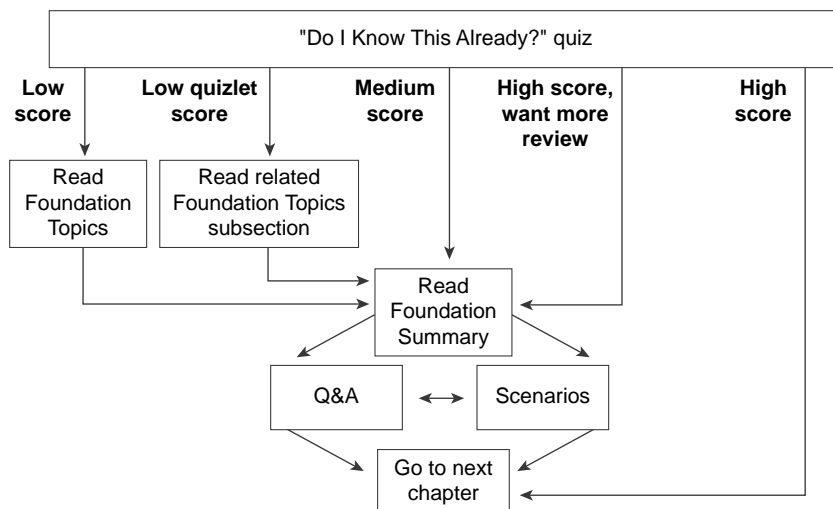 "Do I Know This Already?" quiz
Low
score
Low quizlet
score
Medium
score
High score,
want more
review
High
score
Read
Foundation
Topics
Read related
Foundation Topics
subsection
Read
Foundation
Summary
Q&A
Scenarios
Go to next
chapter